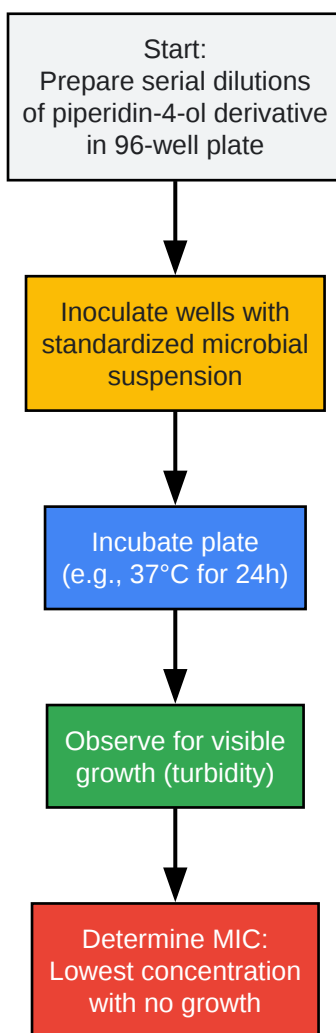 Start:
Prepare serial dilutions
of piperidin-4-ol derivative
in 96-well plate
Inoculate wells with
standardized microbial
suspension
Incubate plate
(e.g., 37°C for 24h)
Observe for visible
growth (turbidity)
Determine MIC:
Lowest concentration
with no growth